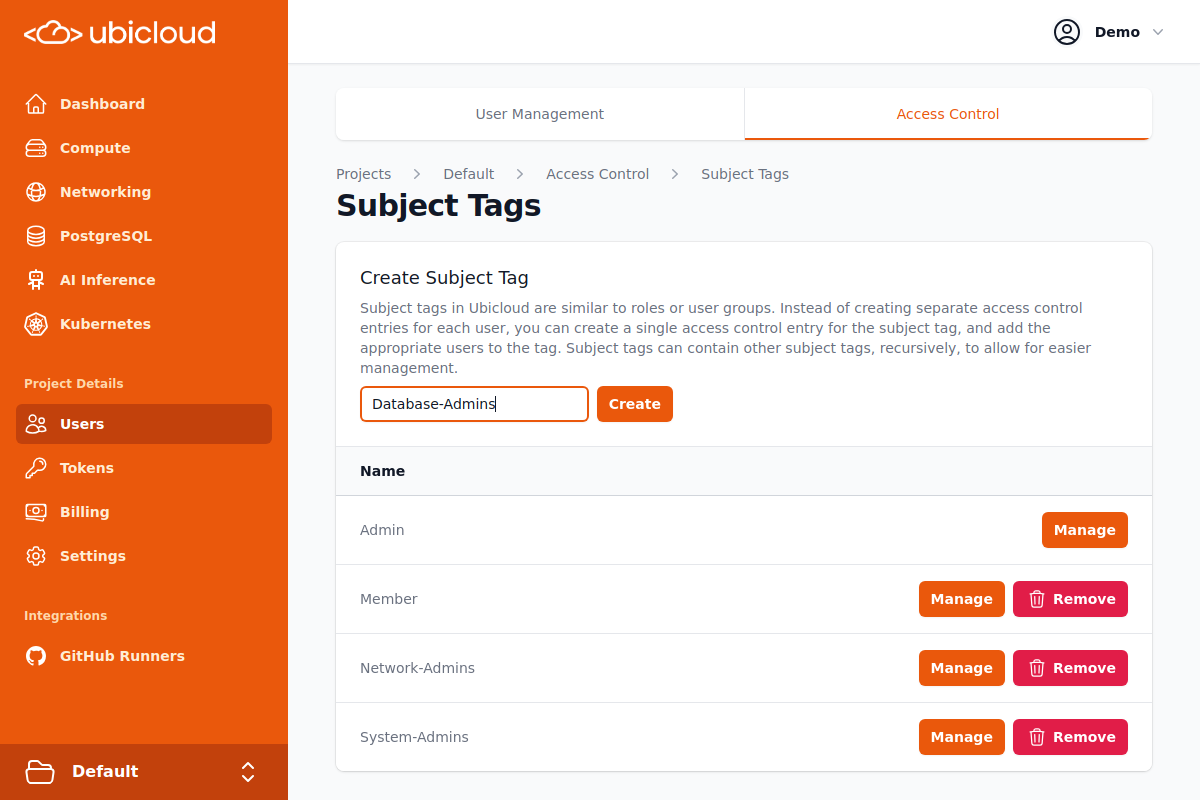 ubicloud
Demo
Dashboard
Compute
Networking
PostgreSQL
AI Inference
Kubernetes
Project Details
Users
Tokens
Billing
Settings
Integrations
GitHub Runners
Default
User Management
Access Control
Projects
Default
Access Control
Subject Tags
Subject Tags
Create Subject Tag
Subject tags in Ubicloud are similar to roles or user groups. Instead of creating separate access control
entries for each user, you can create a single access control entry for the subject tag, and add the
appropriate users to the tag. Subject tags can contain other subject tags, recursively, to allow for easier
management.
Database-Admins
Create
Name
Admin
Manage
Member
Manage
Remove
Network-Admins
Manage
Remove
System-Admins
Manage
Remove